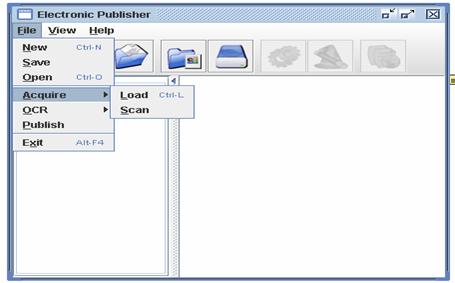 Electronic Publisher
File View Help
New Ctrl-N
Save
Open Ctrl-O
Acquire
Load Ctrl-L
OCR
Scan
Publish
Exit Alt-F4